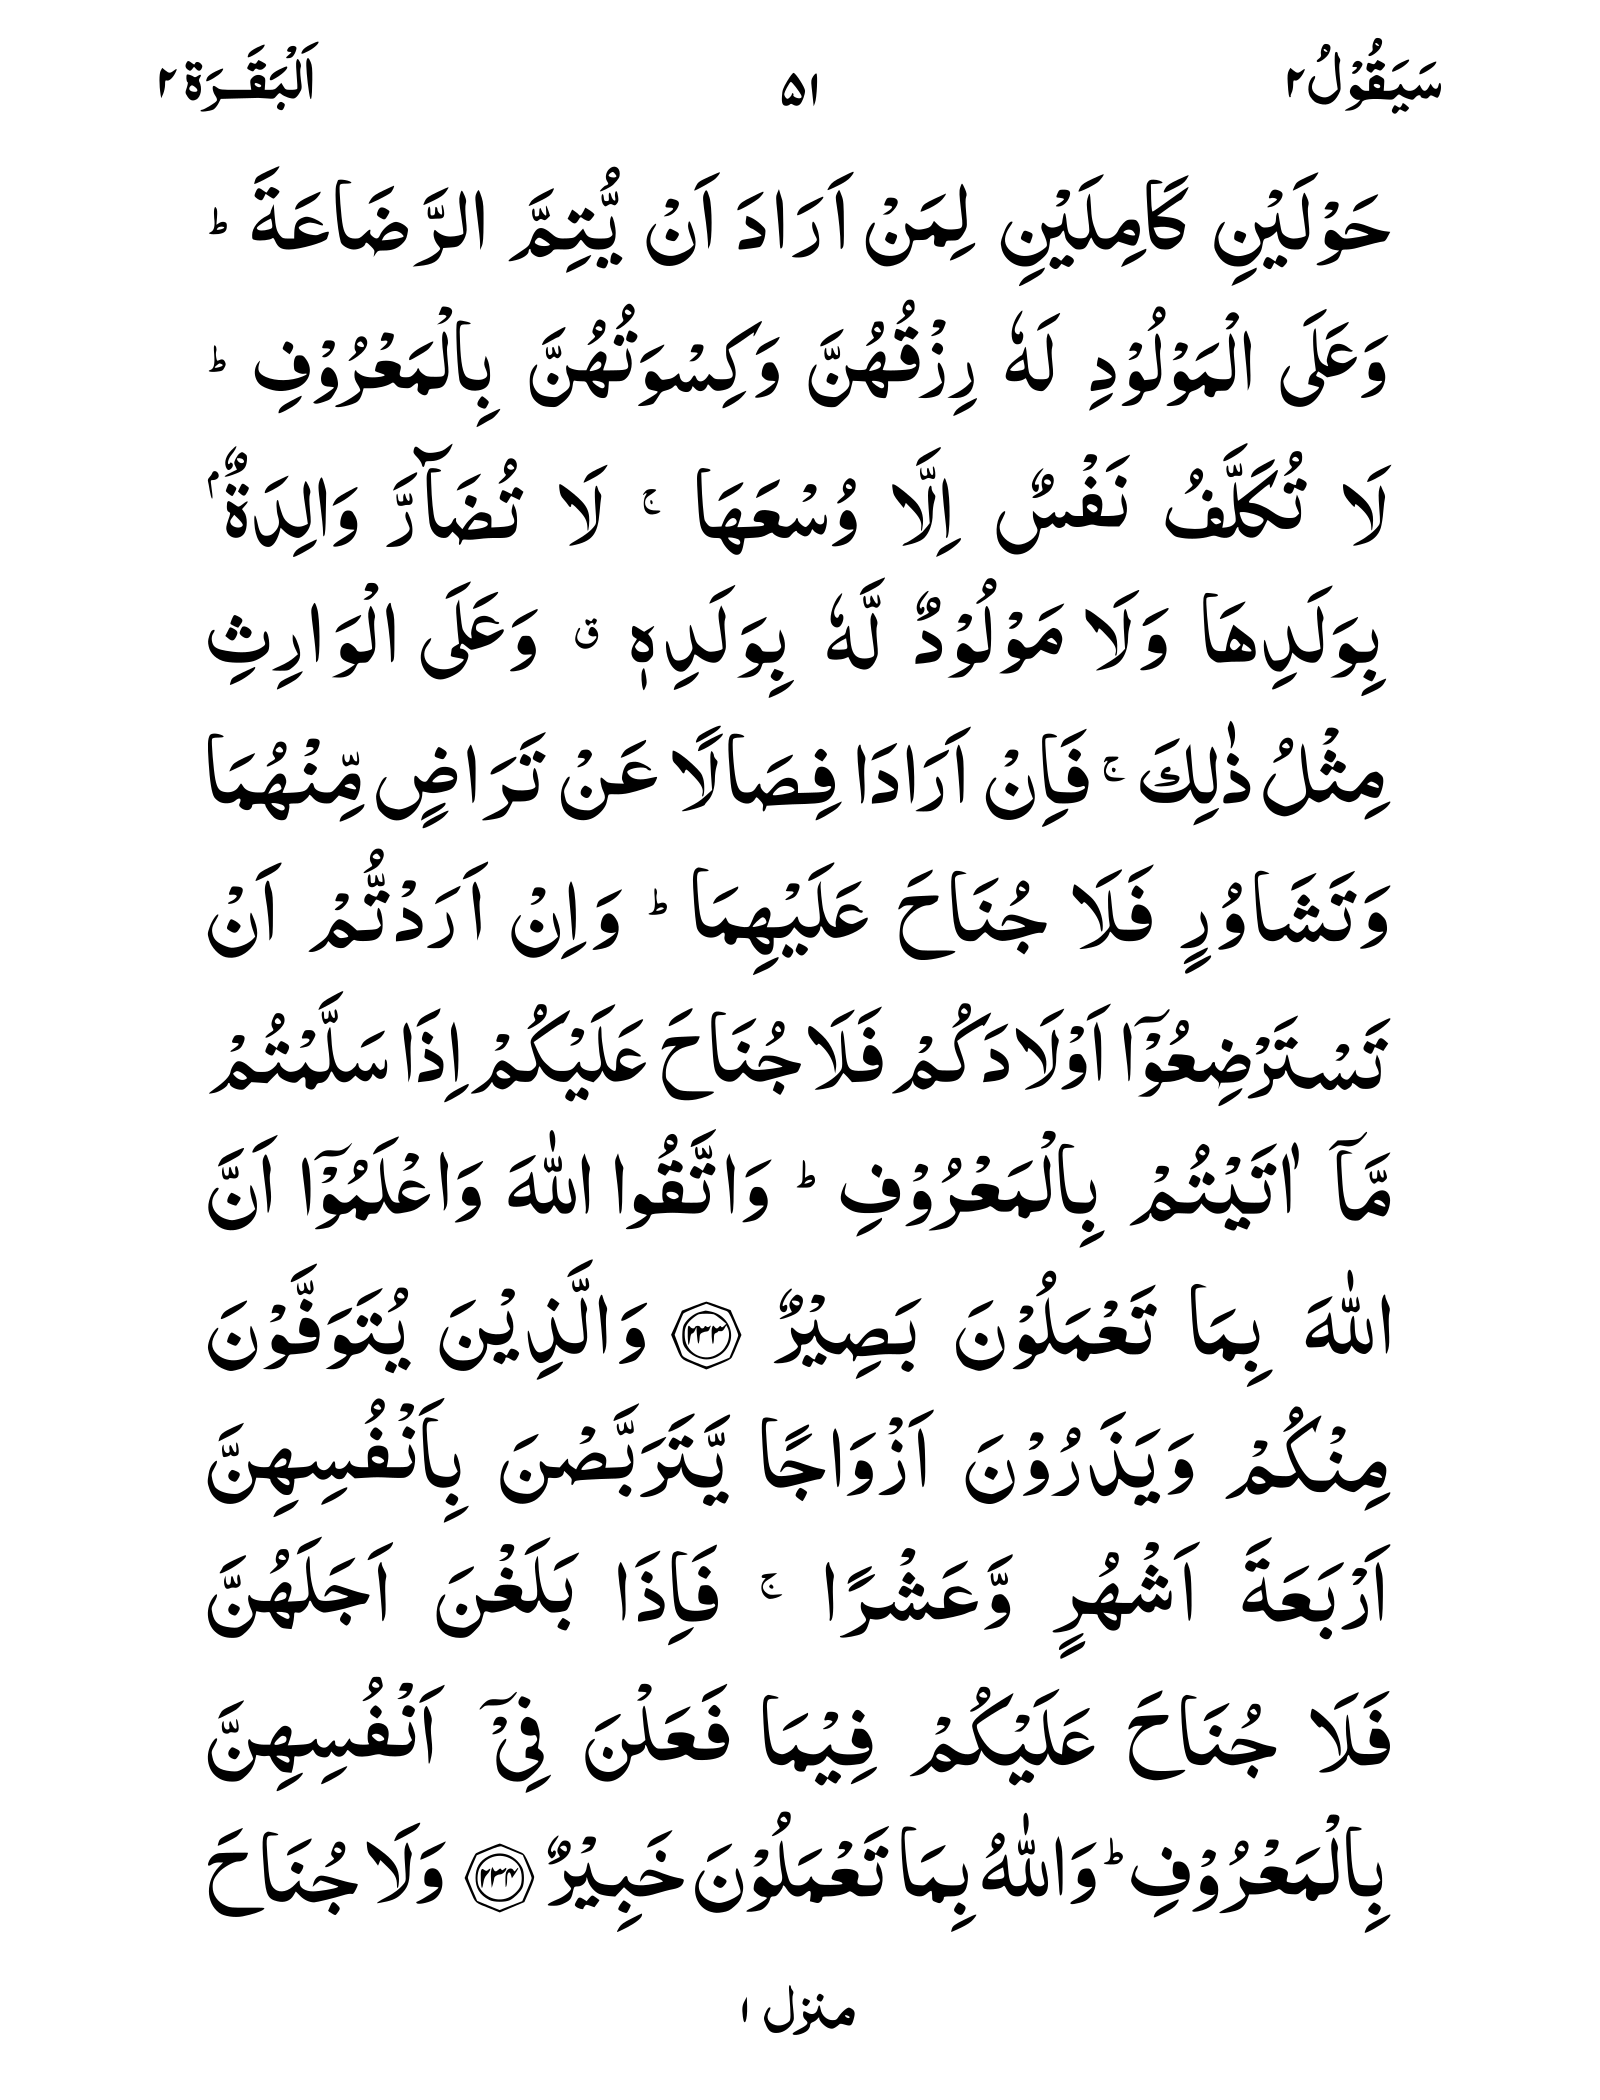 سَيَقُوْلُ ٢ ٥١ اَلْبَقَـرَة ٢
حَوْلَيْنِ كَامِلَيْنِ لِمَنْ اَرَادَ اَنْ يُّتِمَّ الرَّضَاعَةَ ؕ
وَعَلَى الْمَوْلُوْدِ لَهٗ رِزْقُهُنَّ وَكِسْوَتُهُنَّ بِالْمَعْرُوْفِ ؕ
لَا تُكَلَّفُ نَفْسٌ اِلَّا وُسْعَهَا ۚ لَا تُضَآرَّ وَالِدَةٌۢ
بِوَلَدِهَا وَلَا مَوْلُوْدٌ لَّهٗ بِوَلَدِهٖ ۗ وَعَلَى الْوَارِثِ
مِثْلُ ذٰلِكَ ۚ فَاِنْ اَرَادَا فِصَالًا عَنْ تَرَاضٍ مِّنْهُمَا
وَتَشَاوُرٍ فَلَا جُنَاحَ عَلَيْهِمَا ؕ وَاِنْ اَرَدْتُّمْ اَنْ
تَسْتَرْضِعُوْۤا اَوْلَادَكُمْ فَلَا جُنَاحَ عَلَيْكُمْ اِذَا سَلَّمْتُمْ
مَّاۤ اٰتَيْتُمْ بِالْمَعْرُوْفِ ؕ وَاتَّقُوا اللّٰهَ وَاعْلَمُوْۤا اَنَّ
اللّٰهَ بِمَا تَعْمَلُوْنَ بَصِيْرٌ ۝٢٣٣ وَالَّذِيْنَ يُتَوَفَّوْنَ
مِنْكُمْ وَيَذَرُوْنَ اَزْوَاجًا يَّتَرَبَّصْنَ بِاَنْفُسِهِنَّ
اَرْبَعَةَ اَشْهُرٍ وَّعَشْرًا ۚ فَاِذَا بَلَغْنَ اَجَلَهُنَّ
فَلَا جُنَاحَ عَلَيْكُمْ فِيْمَا فَعَلْنَ فِيْۤ اَنْفُسِهِنَّ
بِالْمَعْرُوْفِ ؕ وَاللّٰهُ بِمَا تَعْمَلُوْنَ خَبِيْرٌ ۝٢٣٤ وَلَا جُنَاحَ
منزل ١